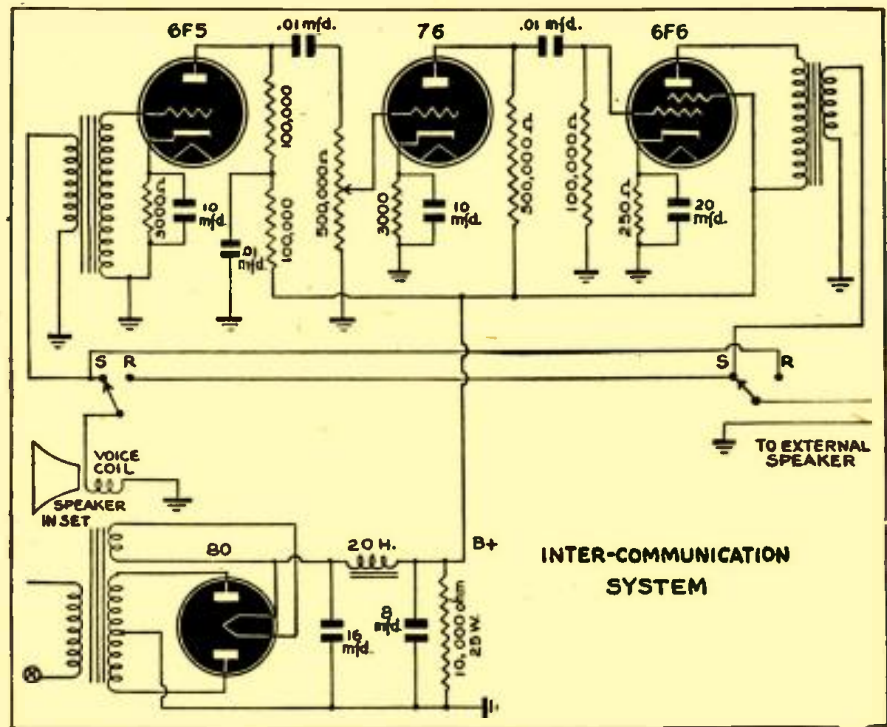 6F5
.01 mfd.
76
.01 mfd.
6F6
100,000
100,000
3000Ω
10
mfd.
.01
mfd.
500,000Ω
3000
10
mfd.
500,000Ω
100,000Ω
250Ω
20
mfd.
S
R
S
R
VOICE
COIL
SPEAKER
IN SET
TO EXTERNAL
SPEAKER
80
20 H.
B+
16
mfd.
8
mfd.
10,000 ohm
25 W.
INTER-COMMUNICATION
SYSTEM